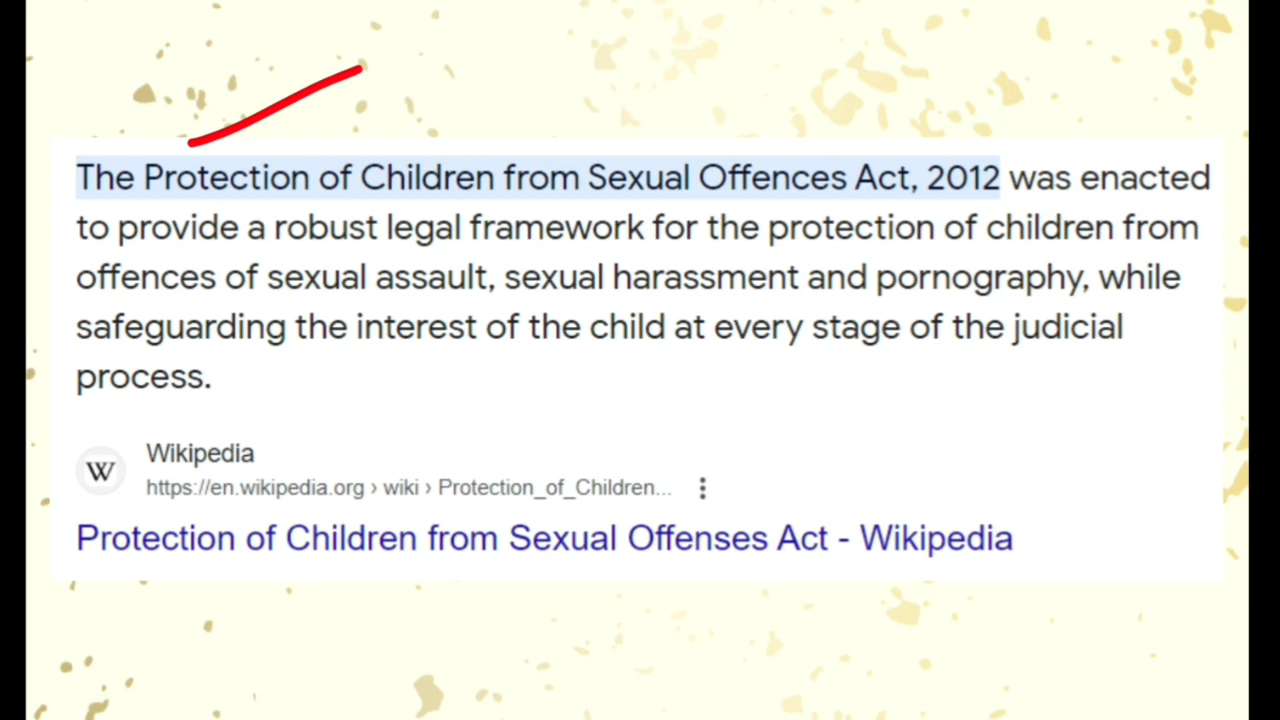 The Protection of Children from Sexual Offences Act, 2012 was enacted
to provide a robust legal framework for the protection of children from
offences of sexual assault, sexual harassment and pornography, while
safeguarding the interest of the child at every stage of the judicial
process.
W
Wikipedia
https://en.wikipedia.org › wiki › Protection_of_Children...
Protection of Children from Sexual Offenses Act - Wikipedia